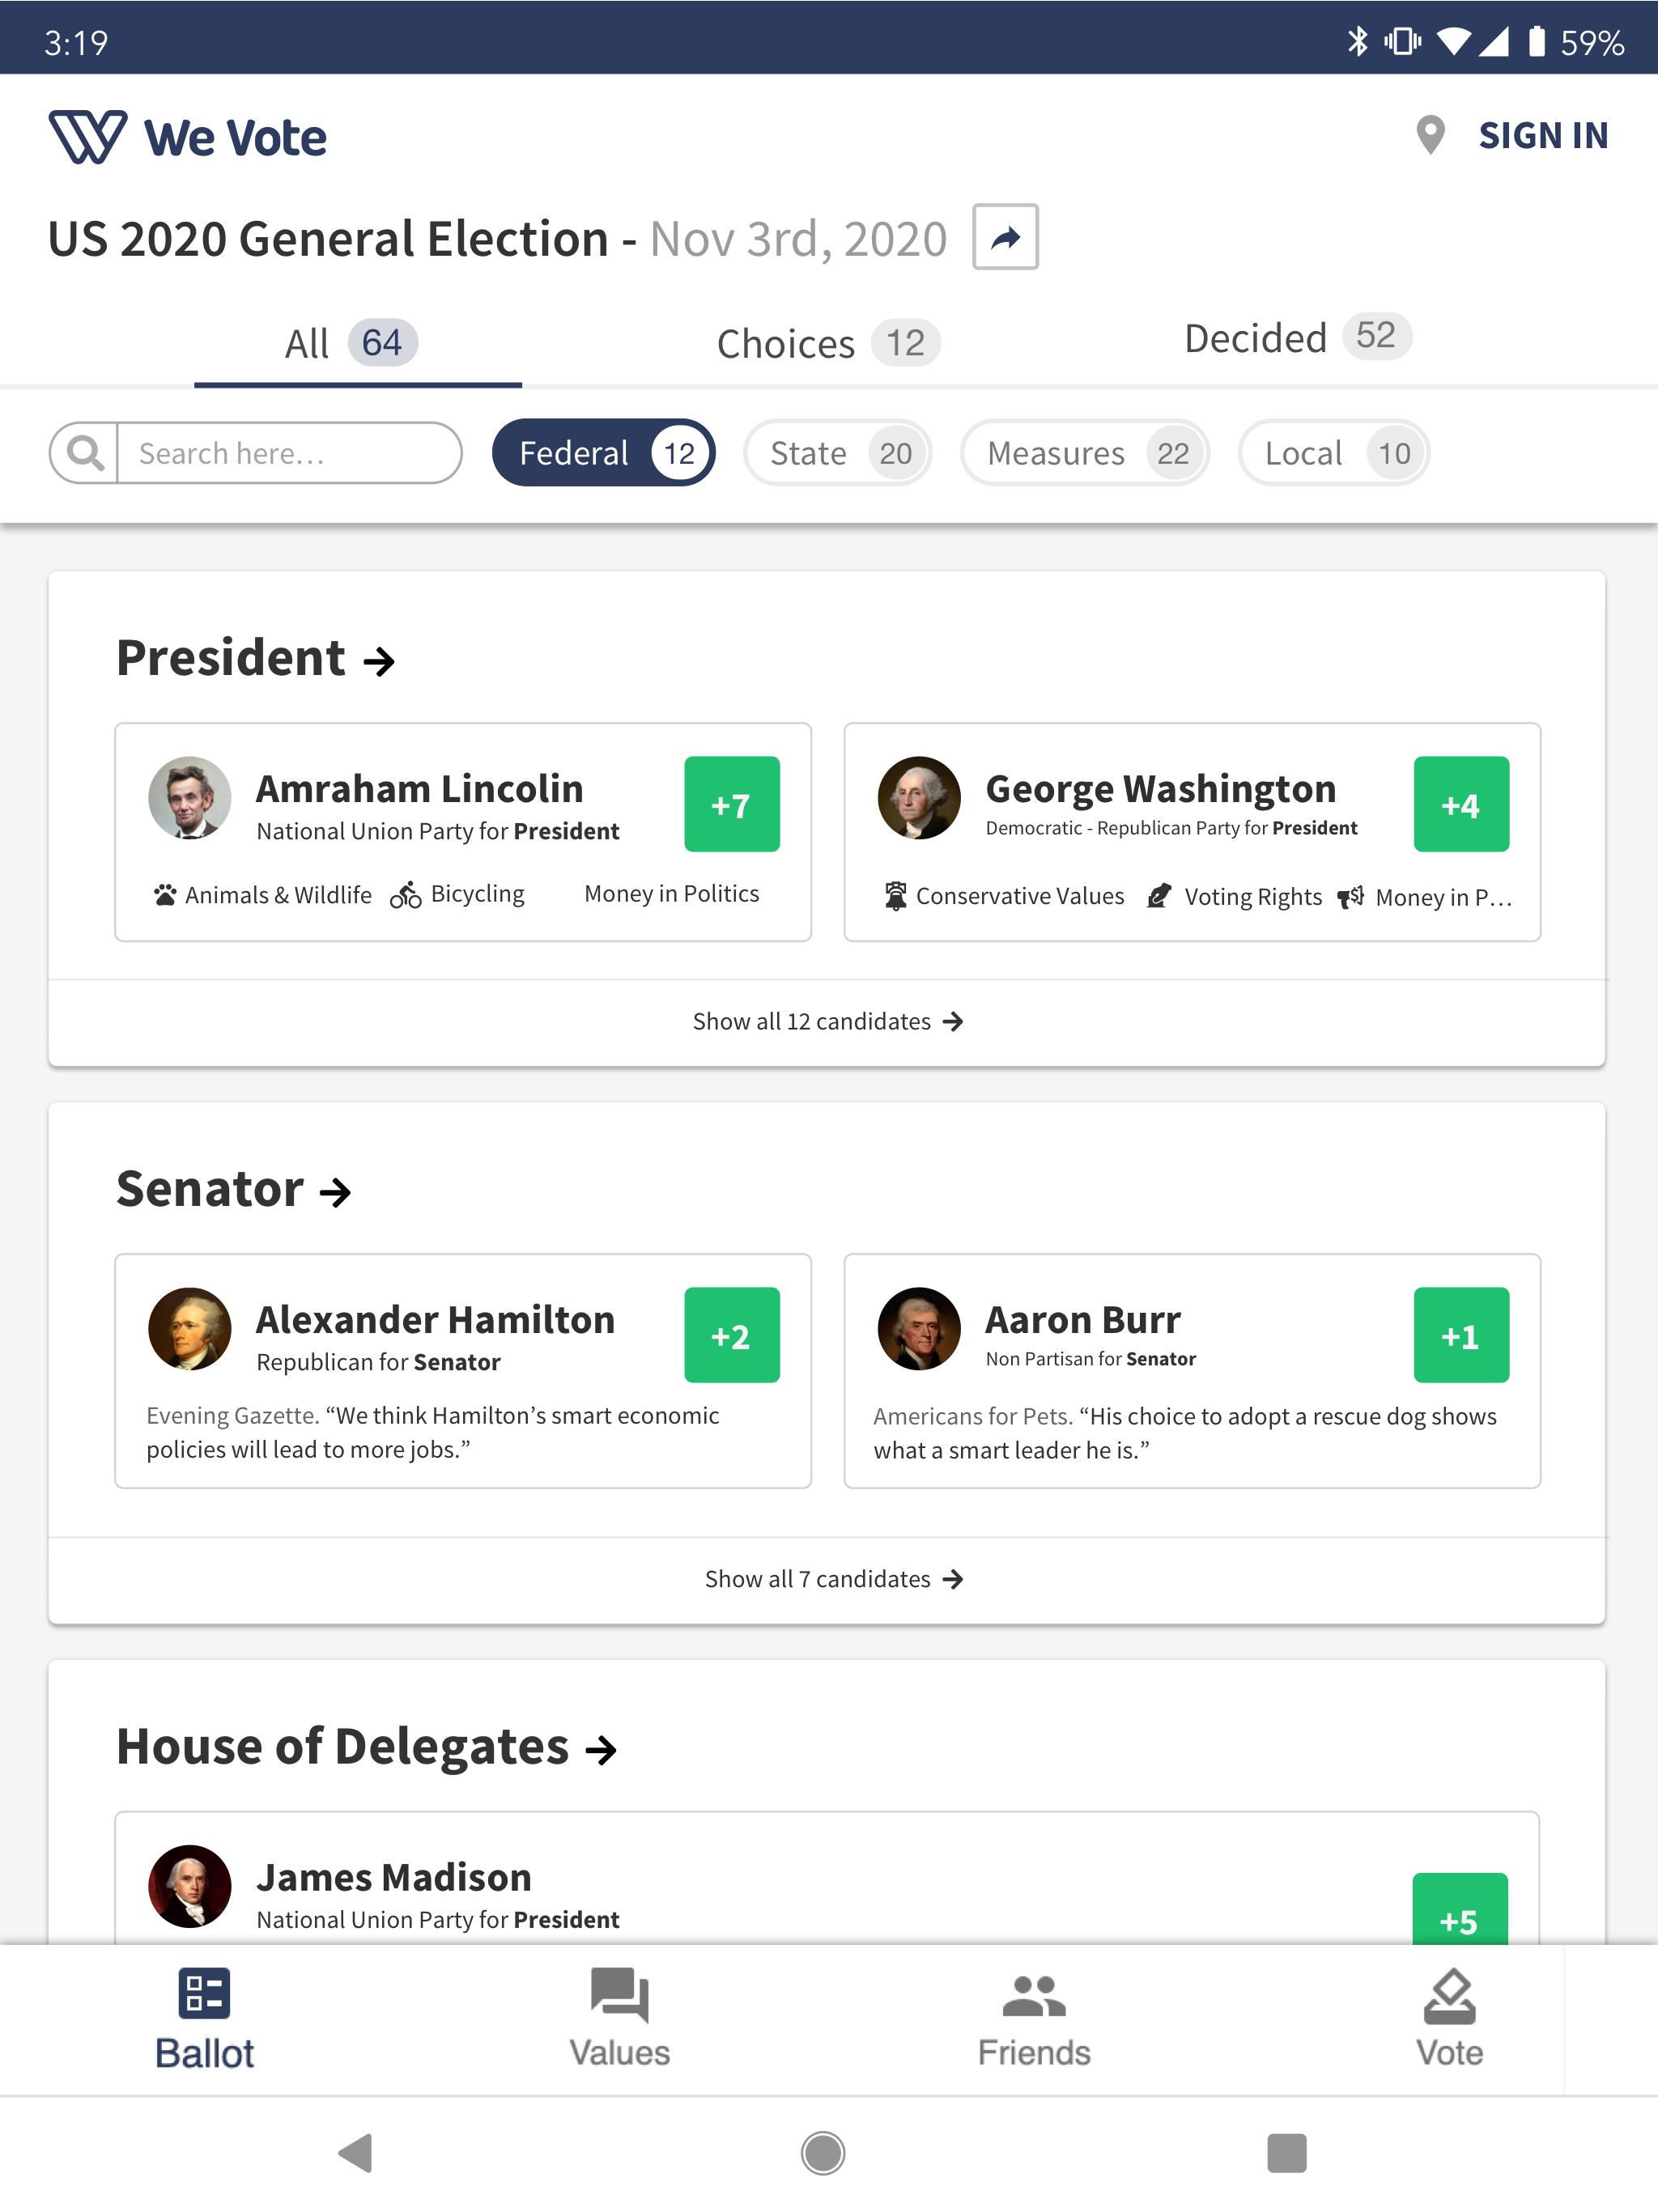 3:19
59%
We Vote
SIGN IN
US 2020 General Election - Nov 3rd, 2020
All 64
Choices 12
Decided 52
Search here...
Federal 12
State 20
Measures 22
Local 10
President
Amraham Lincolin
National Union Party for President
+7
Animals & Wildlife
Bicycling
Money in Politics
George Washington
Democratic - Republican Party for President
+4
Conservative Values
Voting Rights
Money in P...
Show all 12 candidates
Senator
Alexander Hamilton
Republican for Senator
+2
Evening Gazette. “We think Hamilton’s smart economic
policies will lead to more jobs.”
Aaron Burr
Non Partisan for Senator
+1
Americans for Pets. “His choice to adopt a rescue dog shows
what a smart leader he is.”
Show all 7 candidates
House of Delegates
James Madison
National Union Party for President
+5
Ballot
Values
Friends
Vote